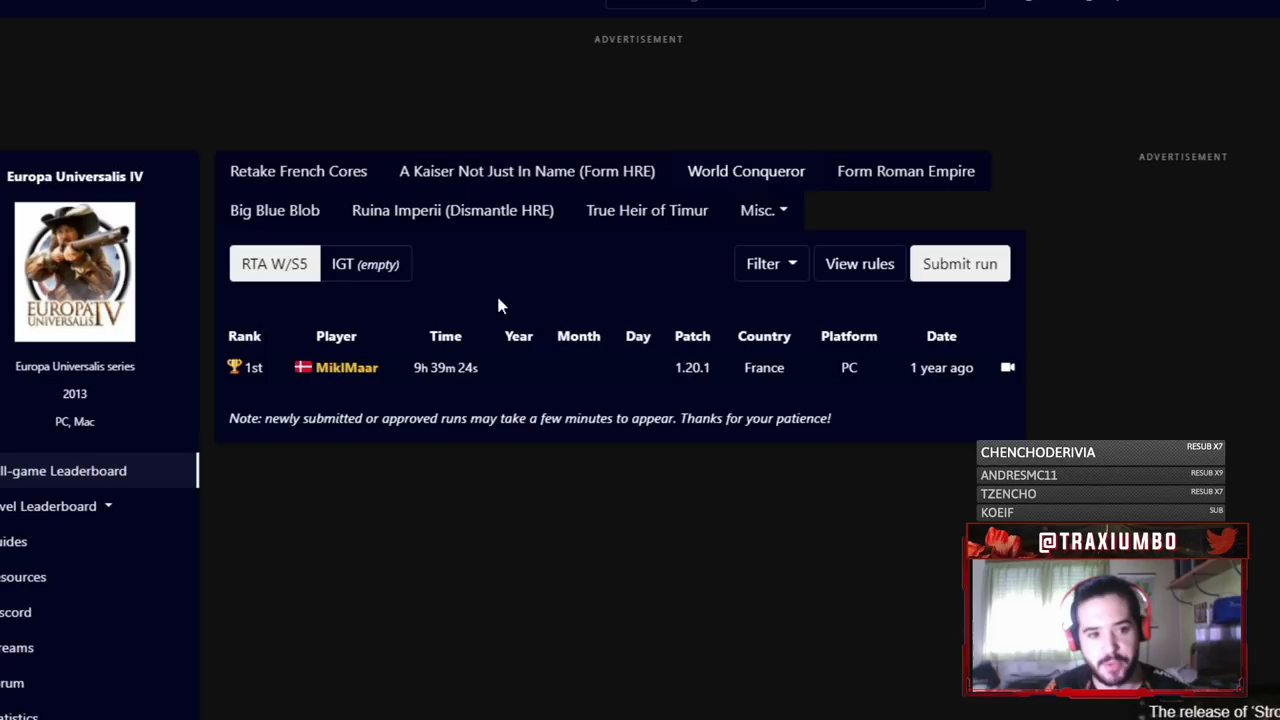 ADVERTISEMENT
ADVERTISEMENT
Europa Universalis IV
EUROPA
UNIVERSALIS IV
Europa Universalis series
2013
PC, Mac
ll-game Leaderboard
vel Leaderboard
uides
esources
scord
reams
rum
atistics
Retake French Cores A Kaiser Not Just In Name (Form HRE) World Conqueror Form Roman Empire
Big Blue Blob Ruina Imperii (Dismantle HRE) True Heir of Timur Misc.
RTA W/S5 IGT (empty) Filter View rules Submit run
Rank Player Time Year Month Day Patch Country Platform Date
1st MiklMaar 9h 39m 24s 1.20.1 France PC 1 year ago
Note: newly submitted or approved runs may take a few minutes to appear. Thanks for your patience!
CHENCHODERIVIA RESUB X7
ANDRESMC11 RESUB X9
TZENCHO RESUB X7
KOEIF SUB
@TRAXIUMBO
The release of 'Stro